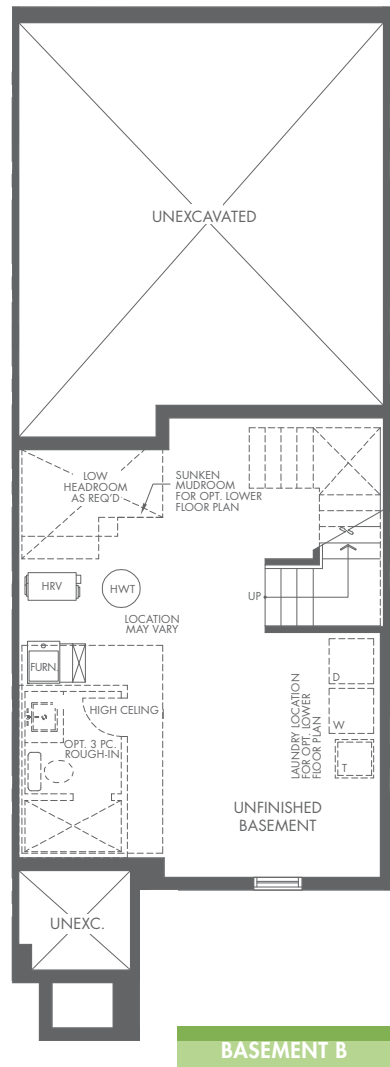 UNEXCAVATED
LOW
HEADROOM
AS REQ'D
SUNKEN
MUDROOM
FOR OPT. LOWER
FLOOR PLAN
HRV
HWT
LOCATION
MAY VARY
UP
FURN.
HIGH CELING
OPT. 3 PC.
ROUGH-IN
LAUNDRY LOCATION
FOR OPT. LOWER
FLOOR PLAN
D
W
T
UNFINISHED
BASEMENT
UNEXC.
BASEMENT B